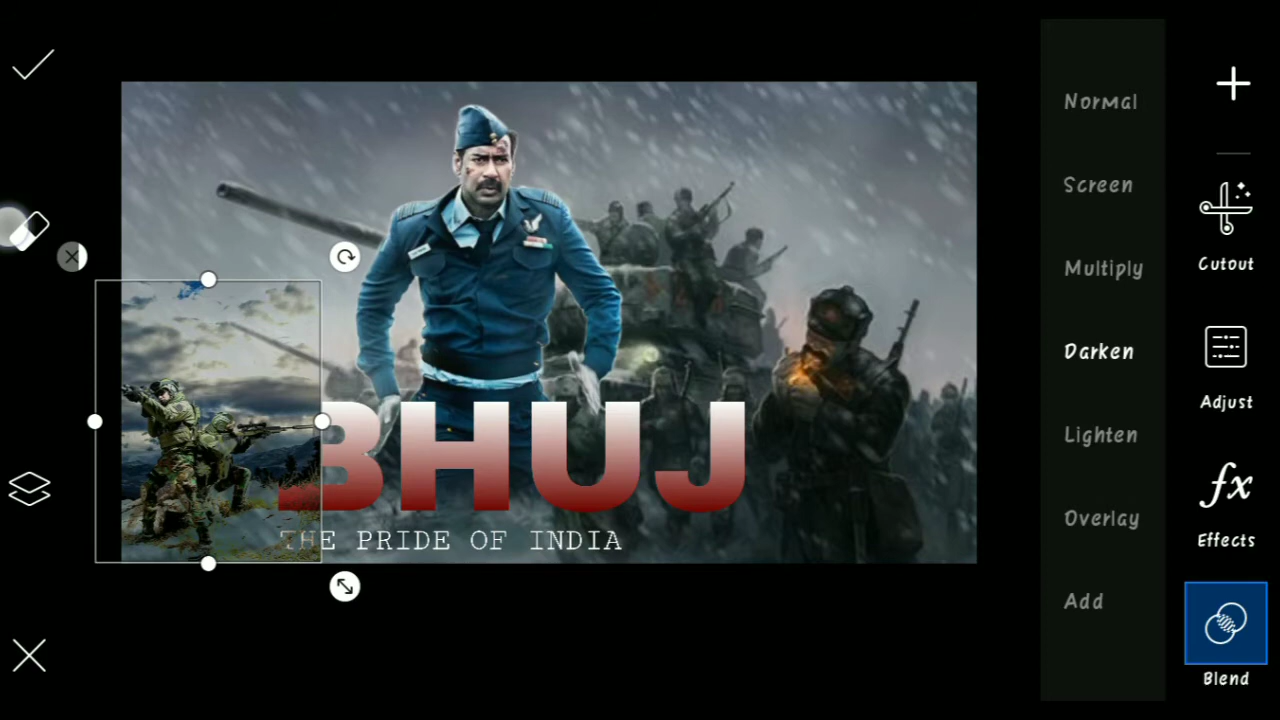 BHUJ
THE PRIDE OF INDIA
Normal
Screen
Multiply
Darken
Lighten
Overlay
Add
Cutout
Adjust
fx
Effects
Blend